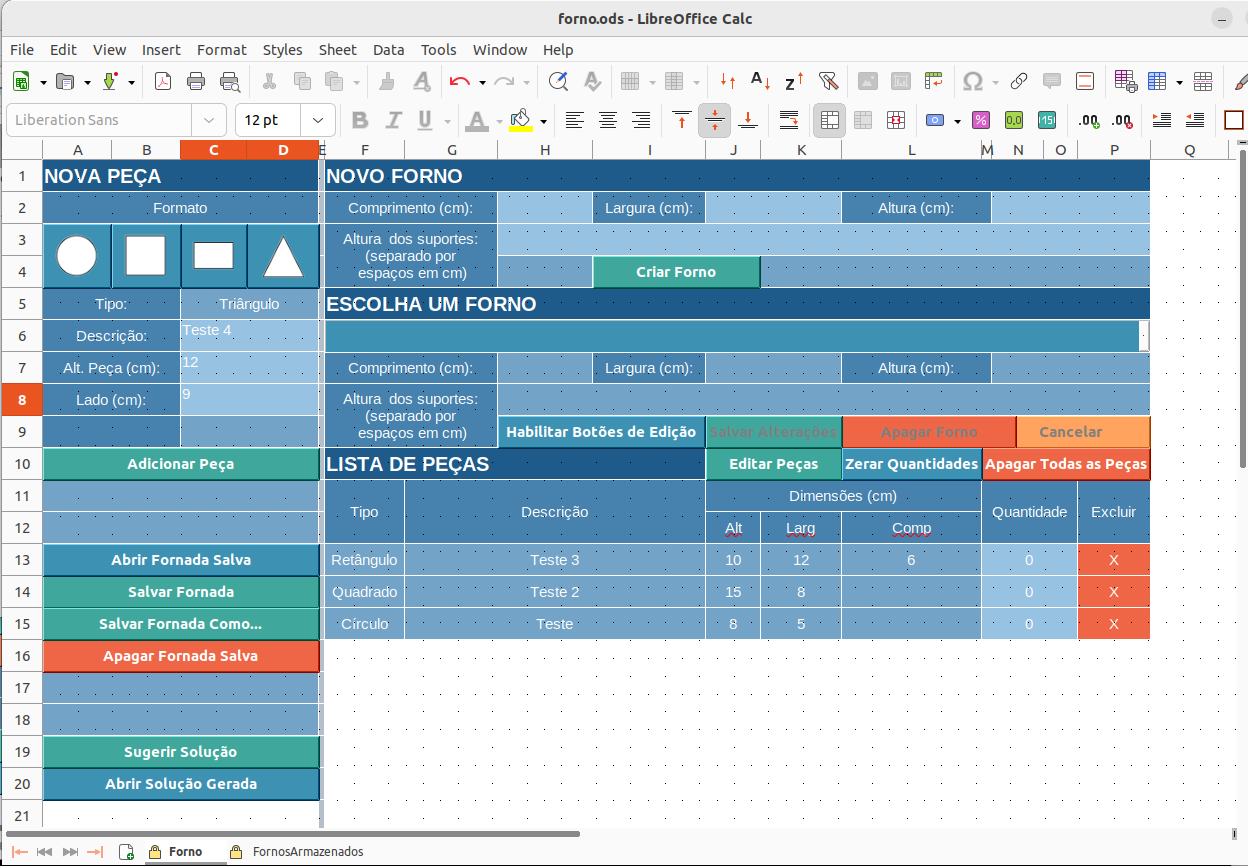 forno.ods - LibreOffice Calc
File Edit View Insert Format Styles Sheet Data Tools Window Help
Liberation Sans 12 pt
A B C D E F G H I J K L M N O P Q
1 NOVA PEÇA NOVO FORNO
2 Formato Comprimento (cm): Largura (cm): Altura (cm):
3 Altura dos suportes:
(separado por
4 espaços em cm) Criar Forno
5 Tipo: Triângulo ESCOLHA UM FORNO
6 Descrição: Teste 4
7 Alt. Peça (cm): 12 Comprimento (cm): Largura (cm): Altura (cm):
8 Lado (cm): 9 Altura dos suportes:
(separado por
9 espaços em cm) Habilitar Botões de Edição Salvar Alterações Apagar Forno Cancelar
10 Adicionar Peça LISTA DE PEÇAS Editar Peças Zerar Quantidades Apagar Todas as Peças
11 Tipo Descrição Dimensões (cm) Quantidade Excluir
12 Alt Larg Comp
13 Abrir Fornada Salva Retângulo Teste 3 10 12 6 0 X
14 Salvar Fornada Quadrado Teste 2 15 8 0 X
15 Salvar Fornada Como... Círculo Teste 8 5 0 X
16 Apagar Fornada Salva
17
18
19 Sugerir Solução
20 Abrir Solução Gerada
21
Forno FornosArmazenados